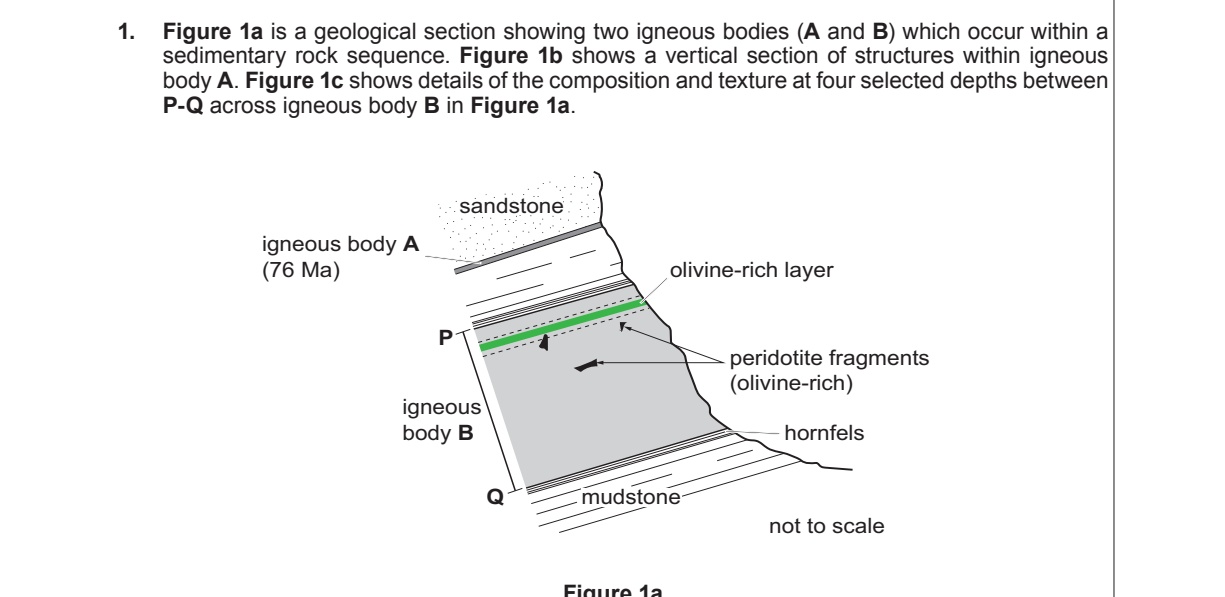 1. Figure 1a is a geological section showing two igneous bodies (A and B) which occur within a
sedimentary rock sequence. Figure 1b shows a vertical section of structures within igneous
body A. Figure 1c shows details of the composition and texture at four selected depths between
P-Q across igneous body B in Figure 1a.
sandstone
igneous body A
(76 Ma)
olivine-rich layer
P
peridotite fragments
(olivine-rich)
igneous
body B
hornfels
Q
mudstone
not to scale
Figure 1a